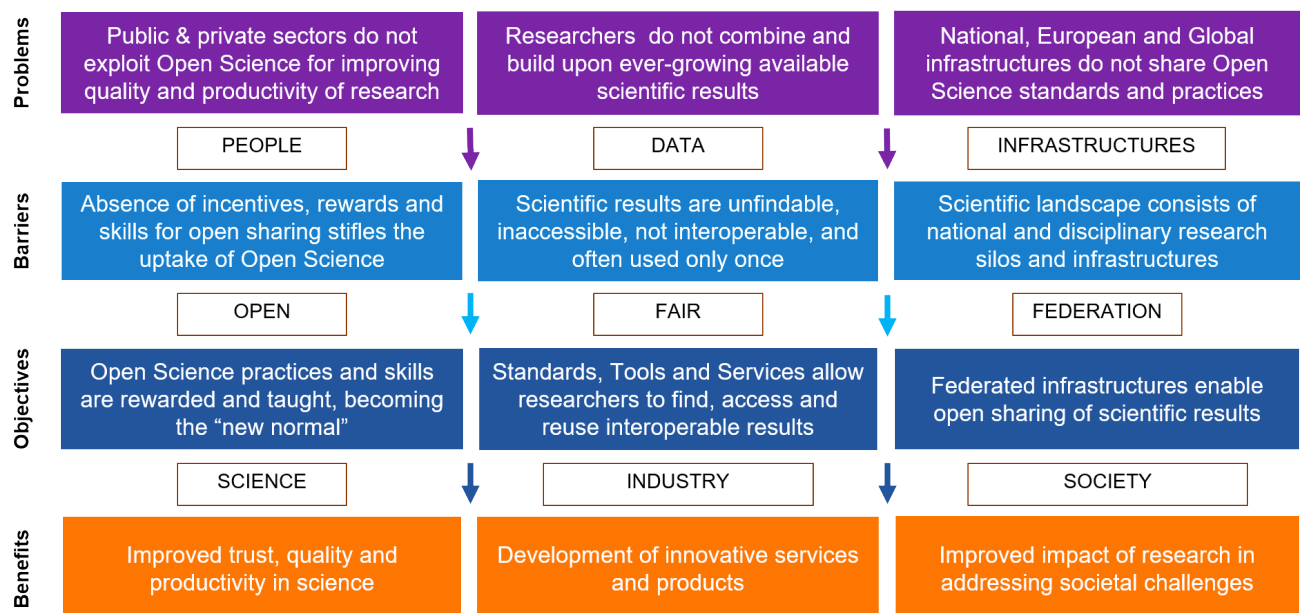 Problems
Public & private sectors do not
exploit Open Science for improving
quality and productivity of research
Researchers do not combine and
build upon ever-growing available
scientific results
National, European and Global
infrastructures do not share Open
Science standards and practices
PEOPLE
DATA
INFRASTRUCTURES
Barriers
Absence of incentives, rewards and
skills for open sharing stifles the
uptake of Open Science
Scientific results are unfindable,
inaccessible, not interoperable, and
often used only once
Scientific landscape consists of
national and disciplinary research
silos and infrastructures
OPEN
FAIR
FEDERATION
Objectives
Open Science practices and skills
are rewarded and taught, becoming
the “new normal”
Standards, Tools and Services allow
researchers to find, access and
reuse interoperable results
Federated infrastructures enable
open sharing of scientific results
SCIENCE
INDUSTRY
SOCIETY
Benefits
Improved trust, quality and
productivity in science
Development of innovative services
and products
Improved impact of research in
addressing societal challenges